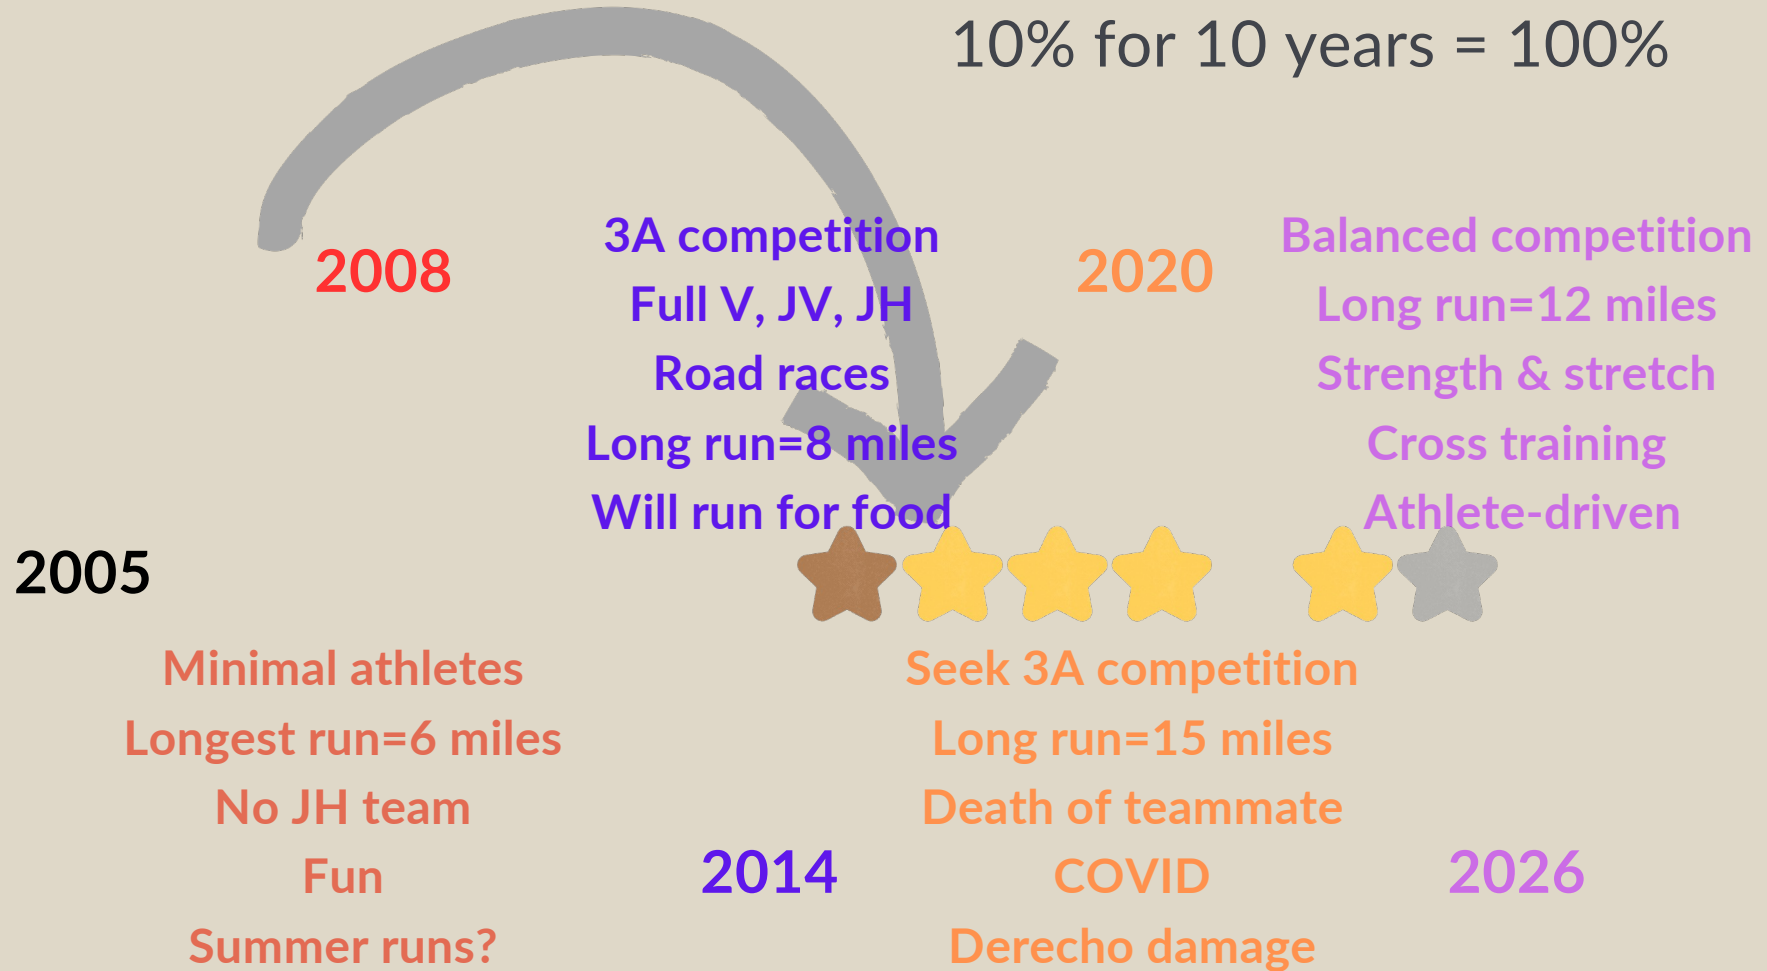 10% for 10 years = 100%
2005
2008
Minimal athletes
Longest run=6 miles
No JH team
Fun
Summer runs?
3A competition
Full V, JV, JH
Road races
Long run=8 miles
Will run for food
2014
2020
Seek 3A competition
Long run=15 miles
Death of teammate
COVID
Derecho damage
Balanced competition
Long run=12 miles
Strength & stretch
Cross training
Athlete-driven
2026